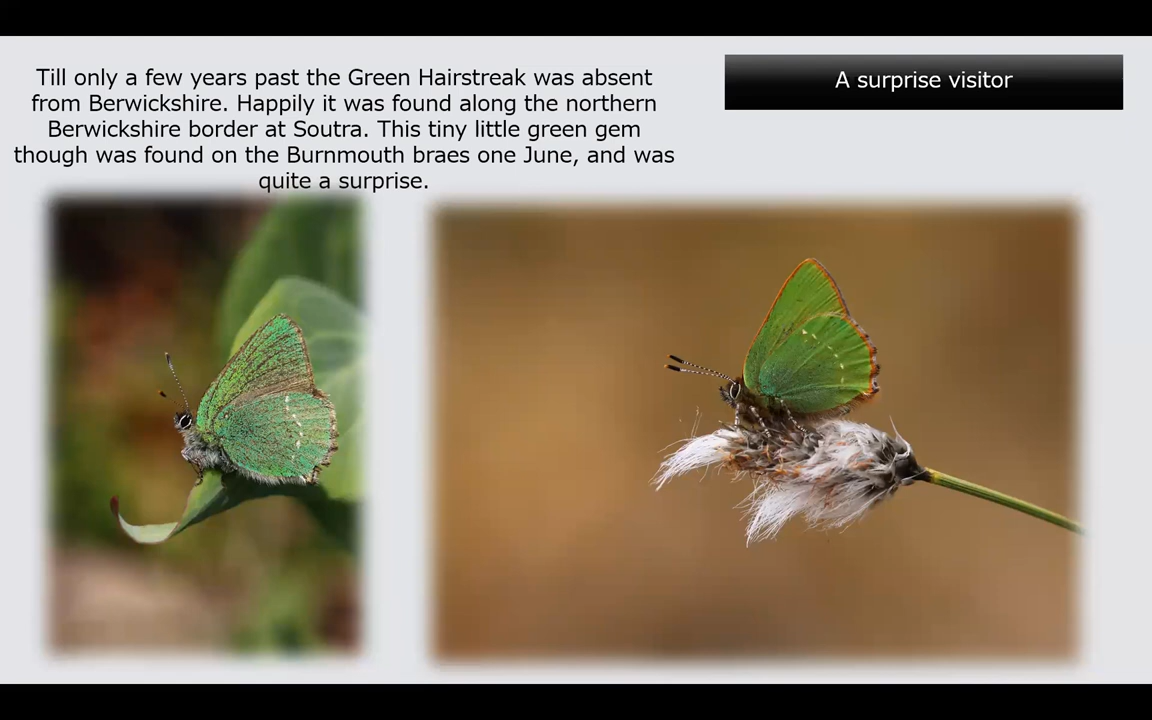 Till only a few years past the Green Hairstreak was absent
from Berwickshire. Happily it was found along the northern
Berwickshire border at Soutra. This tiny little green gem
though was found on the Burnmouth braes one June, and was
quite a surprise.
A surprise visitor